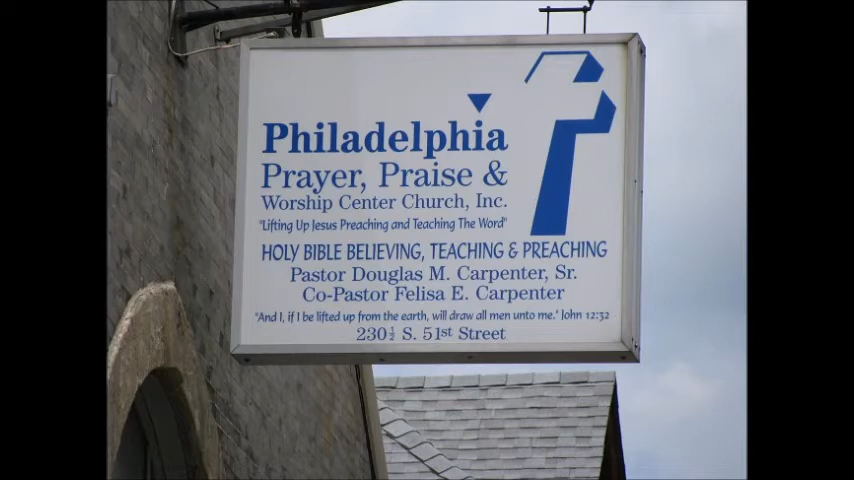 Philadelphia
Prayer, Praise &
Worship Center Church, Inc.
"Lifting Up Jesus Preaching and Teaching The Word"
HOLY BIBLE BELIEVING, TEACHING & PREACHING
Pastor Douglas M. Carpenter, Sr.
Co-Pastor Felisa E. Carpenter
"And I, if I be lifted up from the earth, will draw all men unto me." John 12:32
230½ S. 51st Street